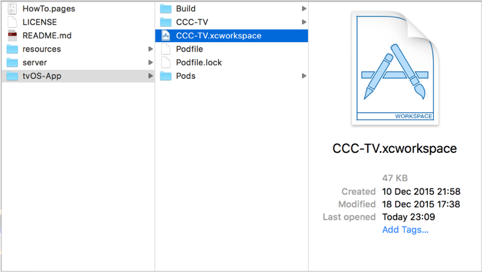 HowTo.pages
LICENSE
README.md
resources
server
tvOS-App
Build
CCC-TV
CCC-TV.xcworkspace
Podfile
Podfile.lock
Pods
WORKSPACE
CCC-TV.xcworkspace
47 KB
Created 10 Dec 2015 21:58
Modified 18 Dec 2015 17:38
Last opened Today 23:09
Add Tags...